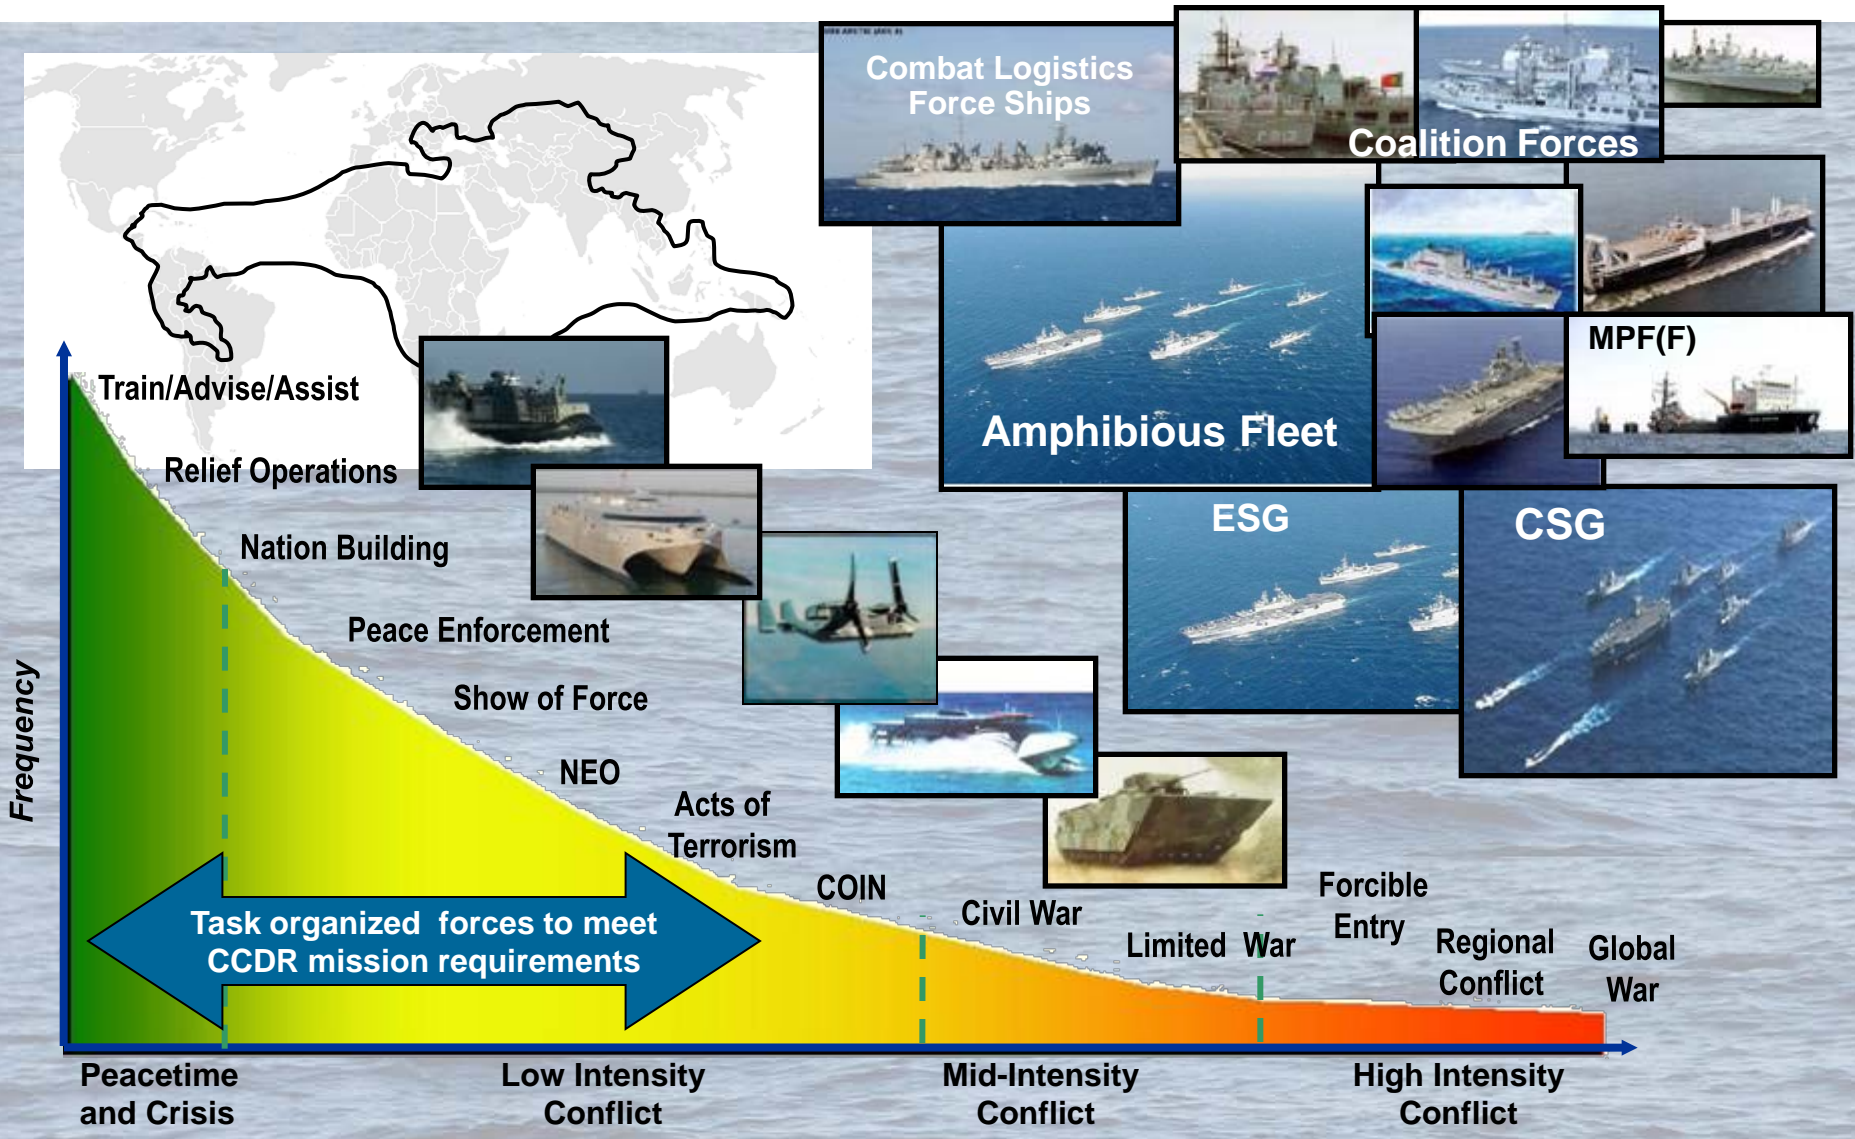 Combat Logistics
Force Ships
Coalition Forces
MPF(F)
Amphibious Fleet
ESG
CSG
Train/Advise/Assist
Relief Operations
Nation Building
Peace Enforcement
Show of Force
NEO
Acts of
Terrorism
COIN
Civil War
Limited War
Forcible
Entry
Regional
Conflict
Global
War
Frequency
Task organized forces to meet
CCDR mission requirements
Peacetime
and Crisis
Low Intensity
Conflict
Mid-Intensity
Conflict
High Intensity
Conflict